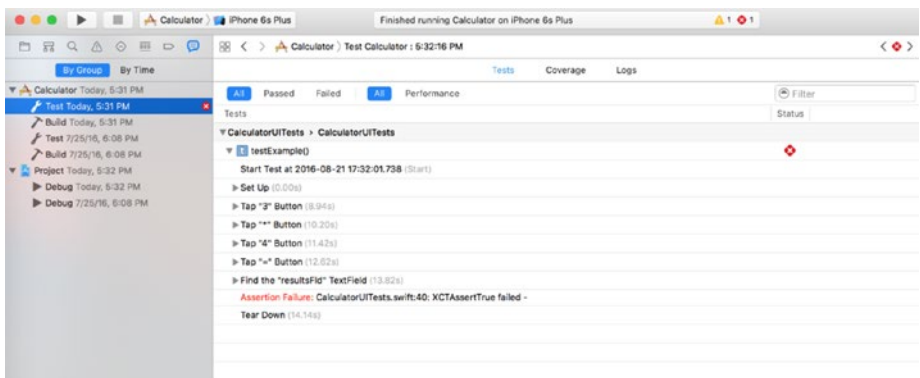 Calculator iPhone 6s Plus
Finished running Calculator on iPhone 6s Plus
1 1
Calculator Test Calculator : 5:32:16 PM
By Group By Time
Tests Coverage Logs
Calculator Today, 5:31 PM
Test Today, 5:31 PM
Build Today, 5:31 PM
Test 7/25/16, 6:08 PM
Build 7/25/16, 6:08 PM
Project Today, 5:32 PM
Debug Today, 5:32 PM
Debug 7/25/16, 6:08 PM
All Passed Failed All Performance
Filter
Tests Status
CalculatorUITests › CalculatorUITests
t testExample()
Start Test at 2016-08-21 17:32:01.738 (Start)
Set Up (0.00s)
Tap "3" Button (8.94s)
Tap "*" Button (10.20s)
Tap "4" Button (11.42s)
Tap "=" Button (12.02s)
Find the "resultsFld" TextField (13.82s)
Assertion Failure: CalculatorUITests.swift:40: XCTAssertTrue failed -
Tear Down (14.14s)